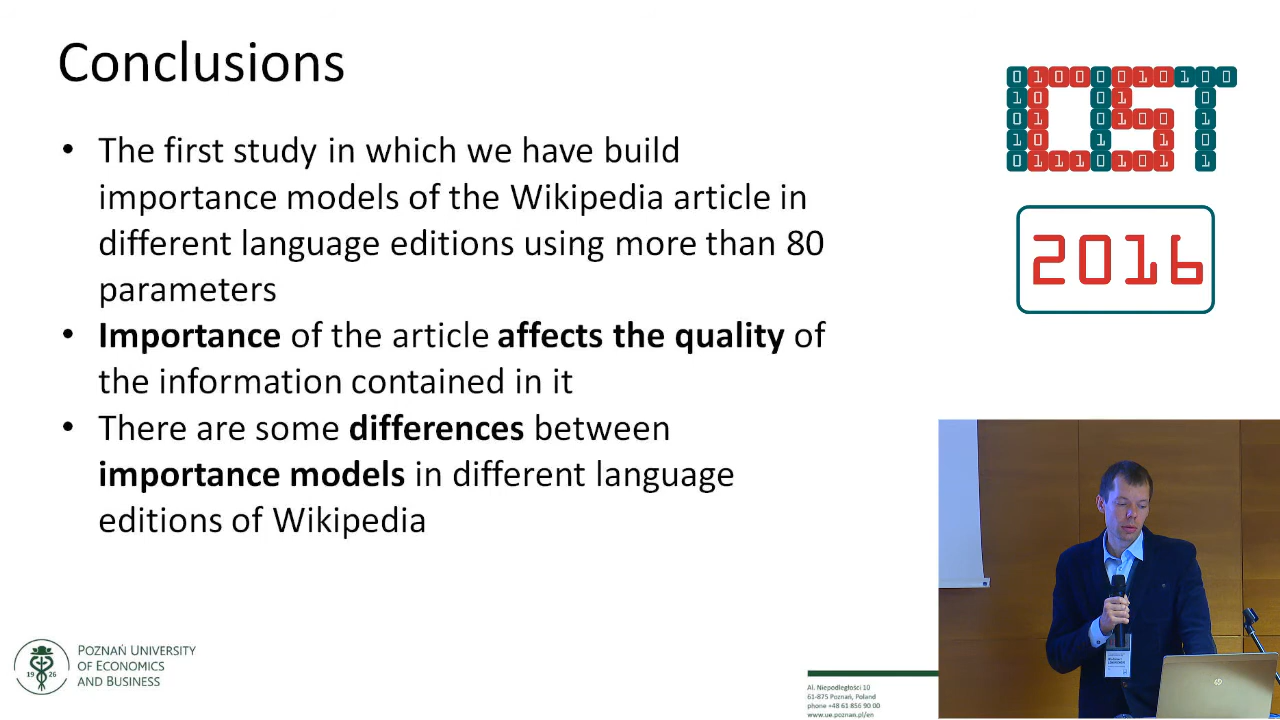 Conclusions
• The first study in which we have build
importance models of the Wikipedia article in
different language editions using more than 80
parameters
• Importance of the article affects the quality of
the information contained in it
• There are some differences between
importance models in different language
editions of Wikipedia
ICIST
2016
19 26
POZNAŃ UNIVERSITY
OF ECONOMICS
AND BUSINESS
Al. Niepodległości 10
61-875 Poznań, Poland
phone +48 61 856 90 00
www.ue.poznan.pl/en